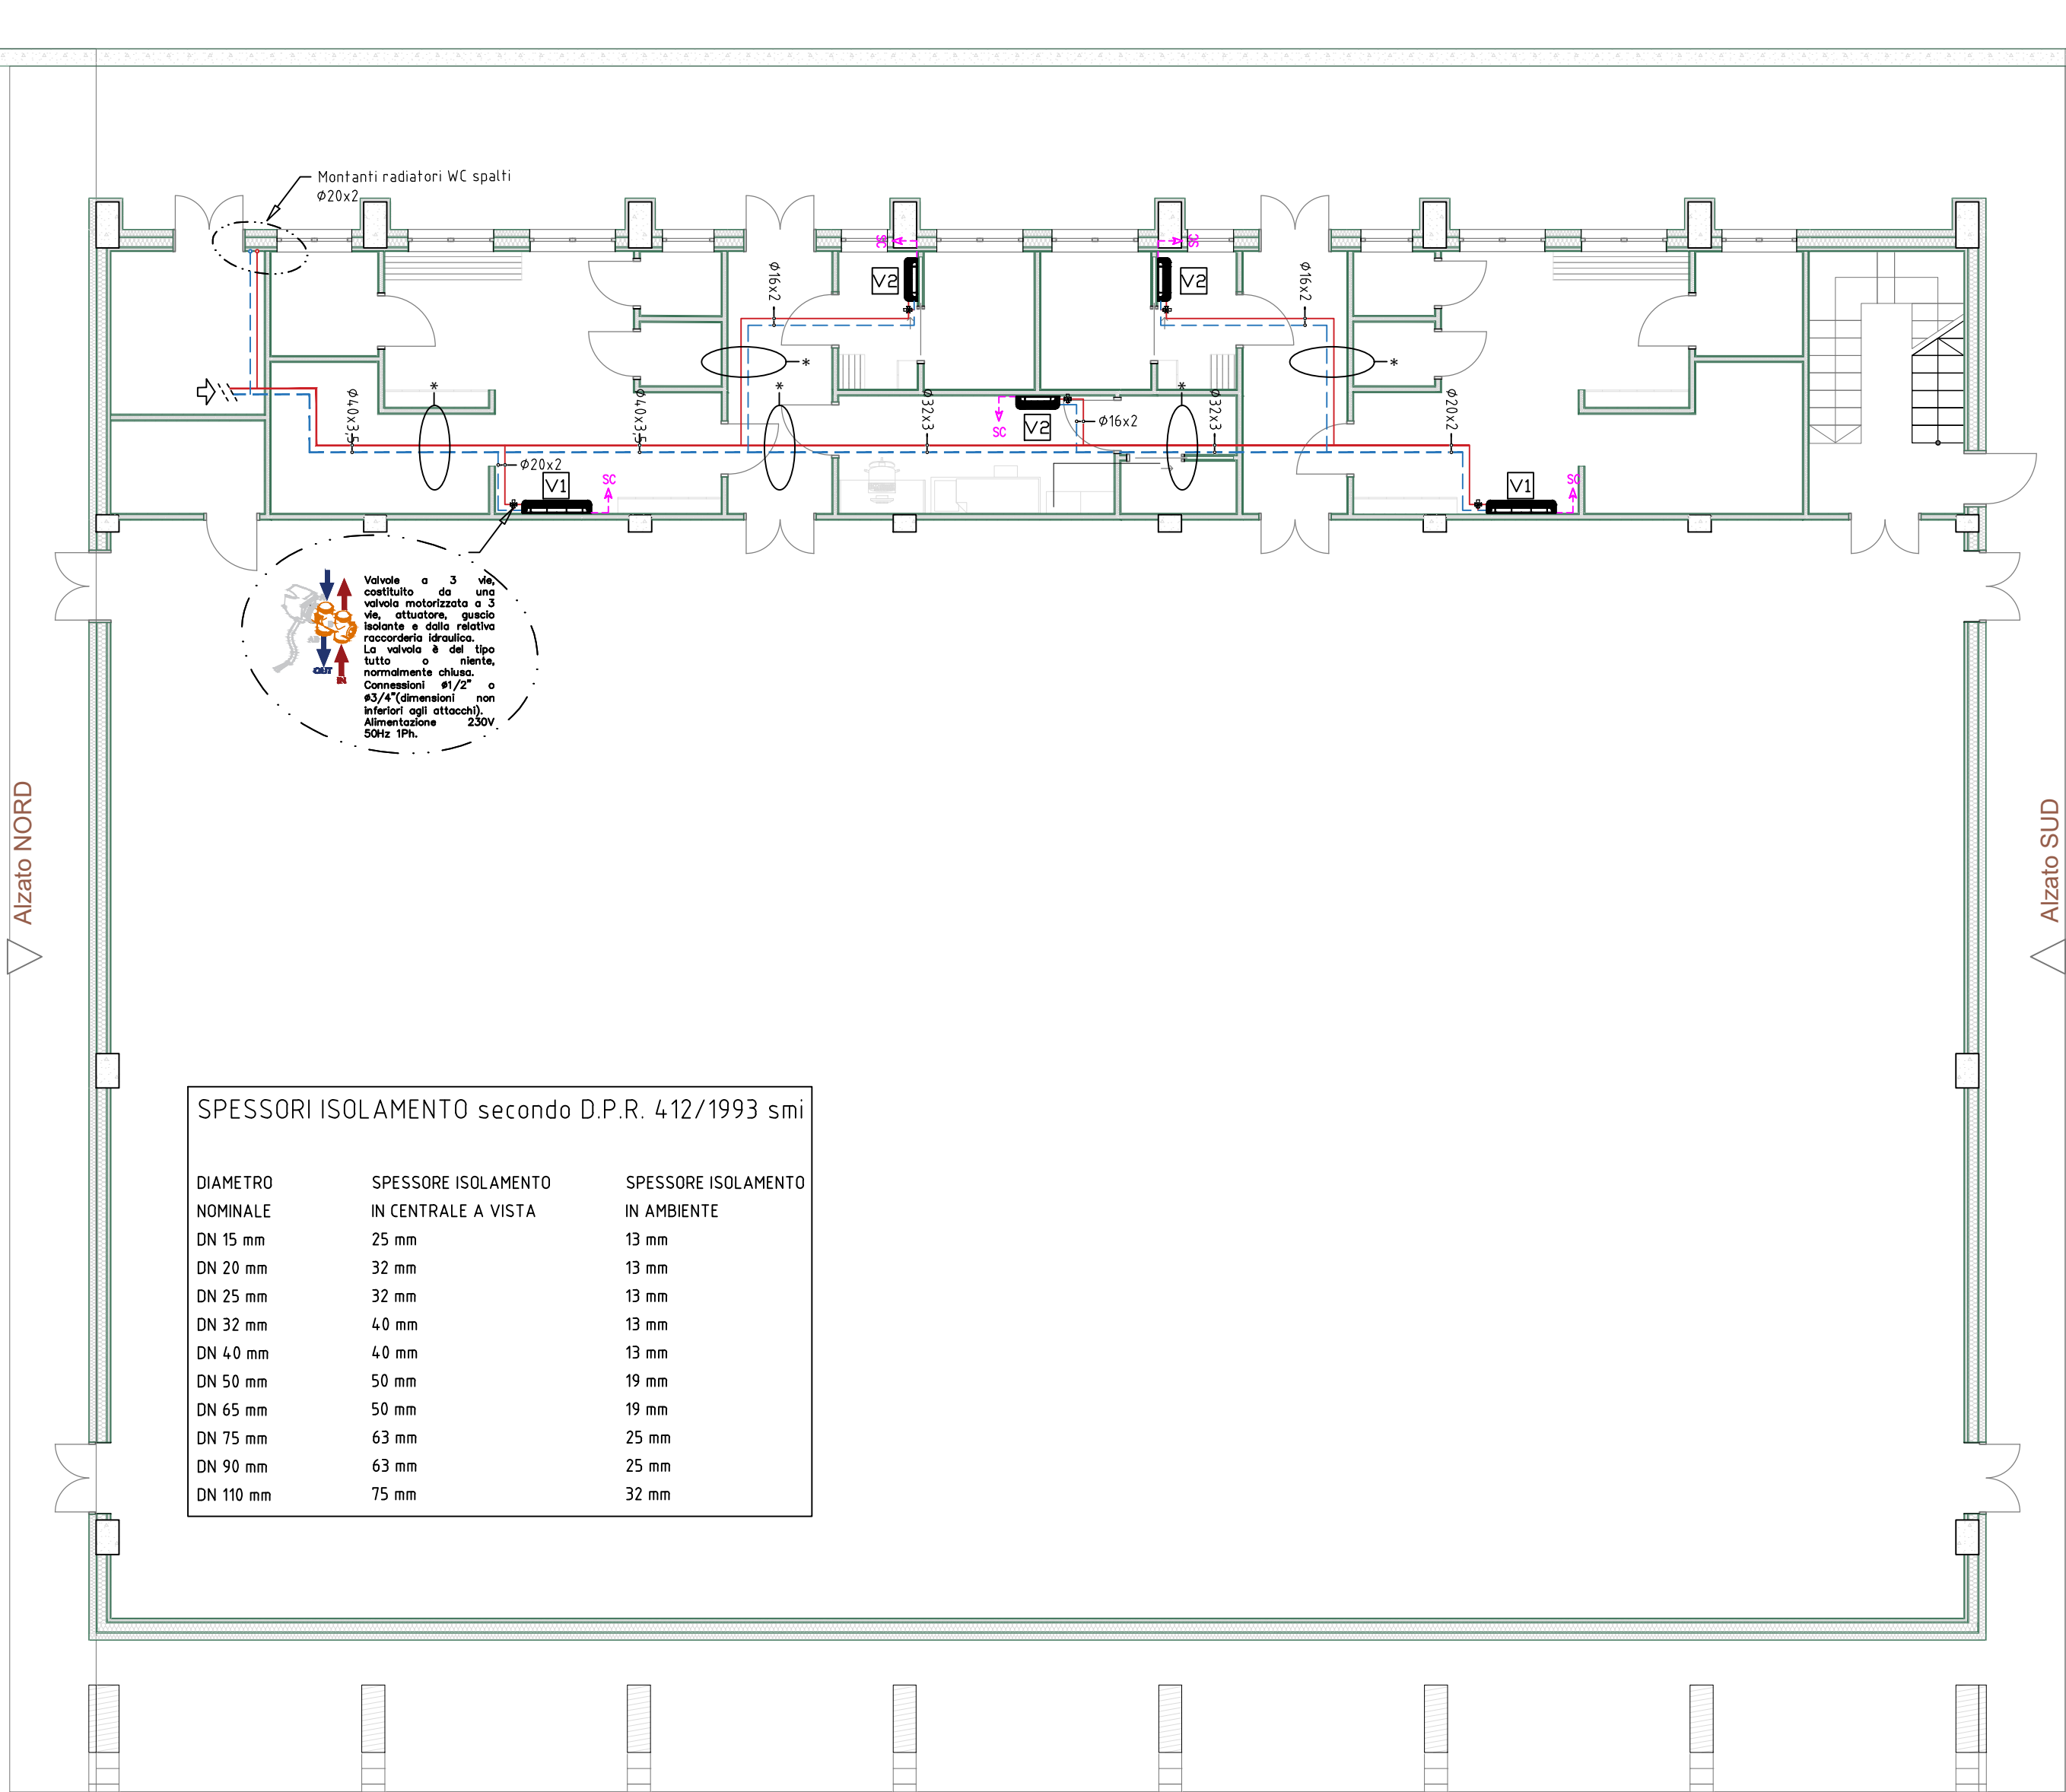 Montanti radiatori WC spalti
φ20x2
SC
V2
φ16x2
V2
SC
φ16x2
*
*
*
φ40x3,5
φ40x3,5
*
φ32x3
SC
V2
φ16x2
*
φ32x3
φ20x2
φ20x2
V1
SC
V1
SC
Valvole a 3 vie,
costituito da una
valvola motorizzata a 3
vie, attuatore, guscio
isolante e dalla relativa
raccorderia idraulica.
La valvola è del tipo
tutto o niente,
normalmente chiusa.
Connessioni ø1/2" o
ø3/4"(dimensioni non
inferiori agli attacchi).
Alimentazione 230V
50Hz 1Ph.
OUT
IN
Alzato NORD
Alzato SUD
SPESSORI ISOLAMENTO secondo D.P.R. 412/1993 smi
DIAMETRO SPESSORE ISOLAMENTO SPESSORE ISOLAMENTO
NOMINALE IN CENTRALE A VISTA IN AMBIENTE
DN 15 mm 25 mm 13 mm
DN 20 mm 32 mm 13 mm
DN 25 mm 32 mm 13 mm
DN 32 mm 40 mm 13 mm
DN 40 mm 40 mm 13 mm
DN 50 mm 50 mm 19 mm
DN 65 mm 50 mm 19 mm
DN 75 mm 63 mm 25 mm
DN 90 mm 63 mm 25 mm
DN 110 mm 75 mm 32 mm